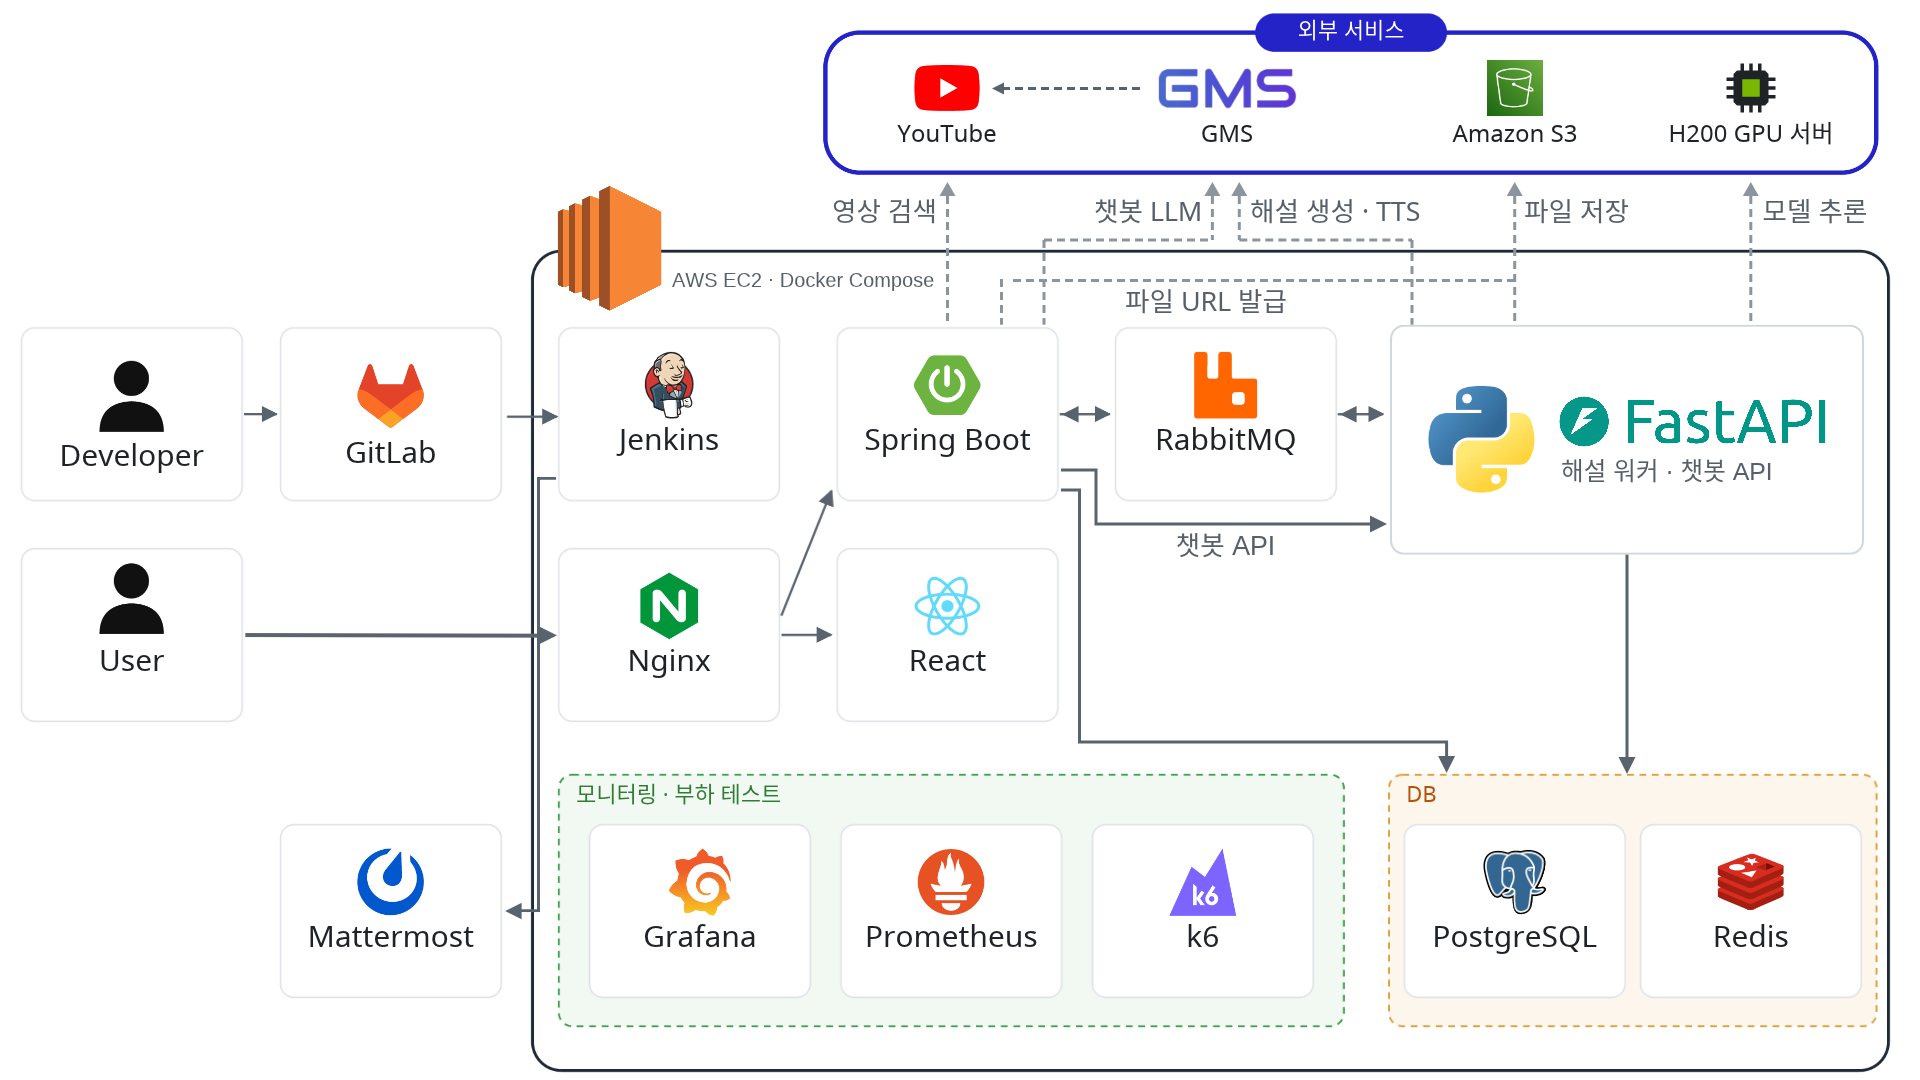 외부 서비스
GMS
YouTube
GMS
Amazon S3
H200 GPU 서버
영상 검색
챗봇 LLM
해설 생성 · TTS
파일 저장
모델 추론
AWS EC2 · Docker Compose
파일 URL 발급
Developer
GitLab
Jenkins
Spring Boot
RabbitMQ
FastAPI
해설 워커 · 챗봇 API
챗봇 API
User
Nginx
React
모니터링 · 부하 테스트
DB
Mattermost
Grafana
Prometheus
k6
k6
PostgreSQL
Redis